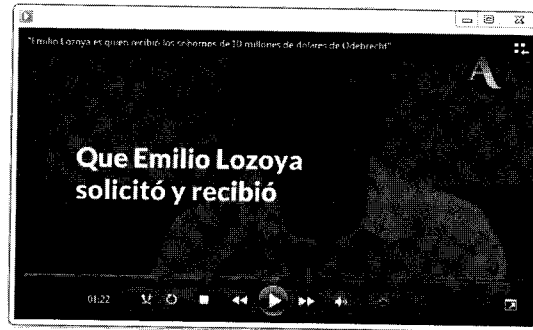 "Emilio Lozoya es quien recibió los sobornos de 10 millones de dolares de Odebrecht"
A
Que Emilio Lozoya
solicitó y recibió
01:22